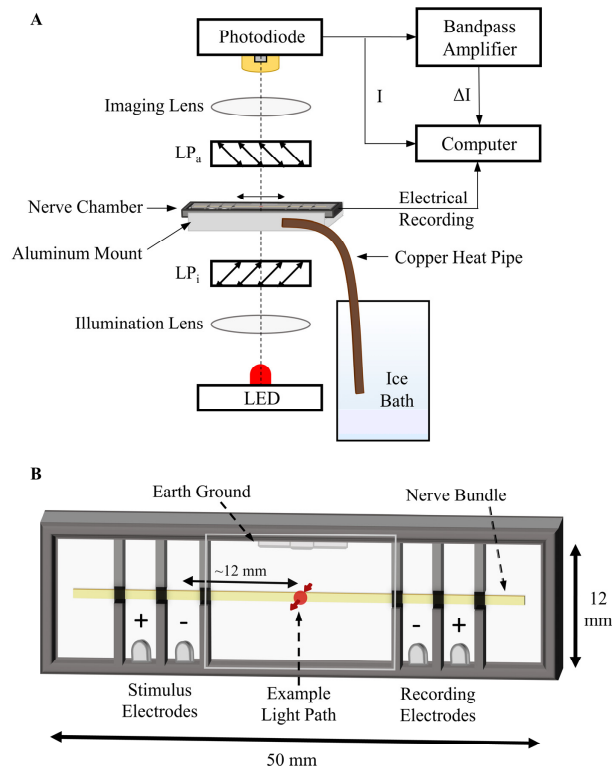 A
Photodiode
Bandpass
Amplifier
Imaging Lens
I
ΔI
LPa
Computer
Nerve Chamber
Electrical
Recording
Aluminum Mount
Copper Heat Pipe
LPi
Illumination Lens
Ice
Bath
LED
B
Earth Ground
Nerve Bundle
~12 mm
12
mm
+
-
-
+
Stimulus
Electrodes
Example
Light Path
Recording
Electrodes
50 mm